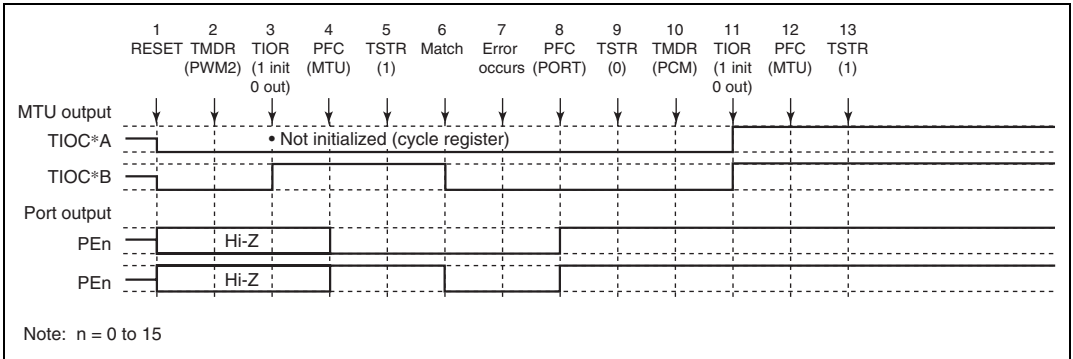 1 2 3 4 5 6 7 8 9 10 11 12 13
RESET TMDR TIOR PFC TSTR Match Error PFC TSTR TMDR TIOR PFC TSTR
(PWM2) (1 init (MTU) (1) occurs (PORT) (0) (PCM) (1 init (MTU) (1)
0 out) 0 out)
MTU output
TIOC*A
• Not initialized (cycle register)
TIOC*B
Port output
PEn Hi-Z
PEn Hi-Z
Note: n = 0 to 15